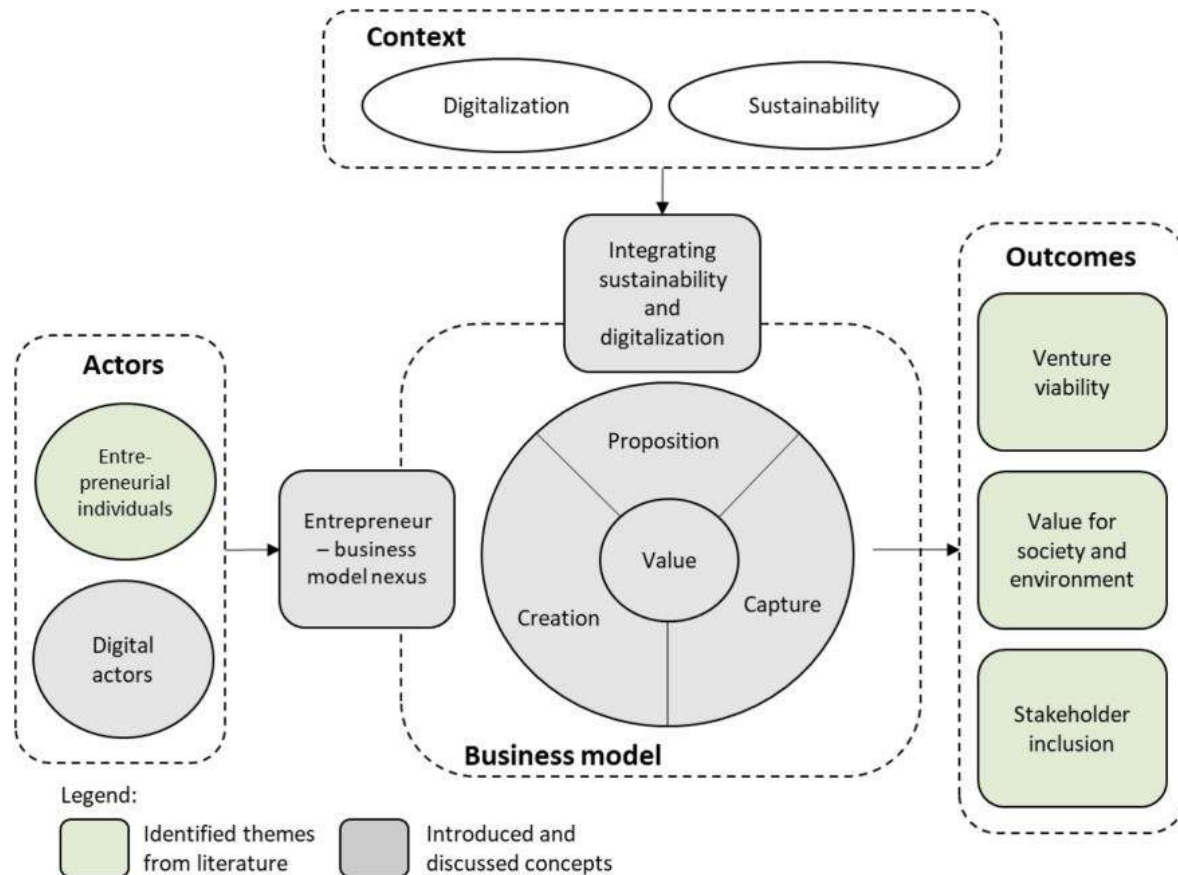 Context
Digitalization
Sustainability
Integrating
sustainability
and
digitalization
Actors
Entre-
preneurial
individuals
Digital
actors
Entrepreneur
– business
model nexus
Proposition
Value
Creation
Capture
Business model
Outcomes
Venture
viability
Value for
society and
environment
Stakeholder
inclusion
Legend:
Identified themes
from literature
Introduced and
discussed concepts